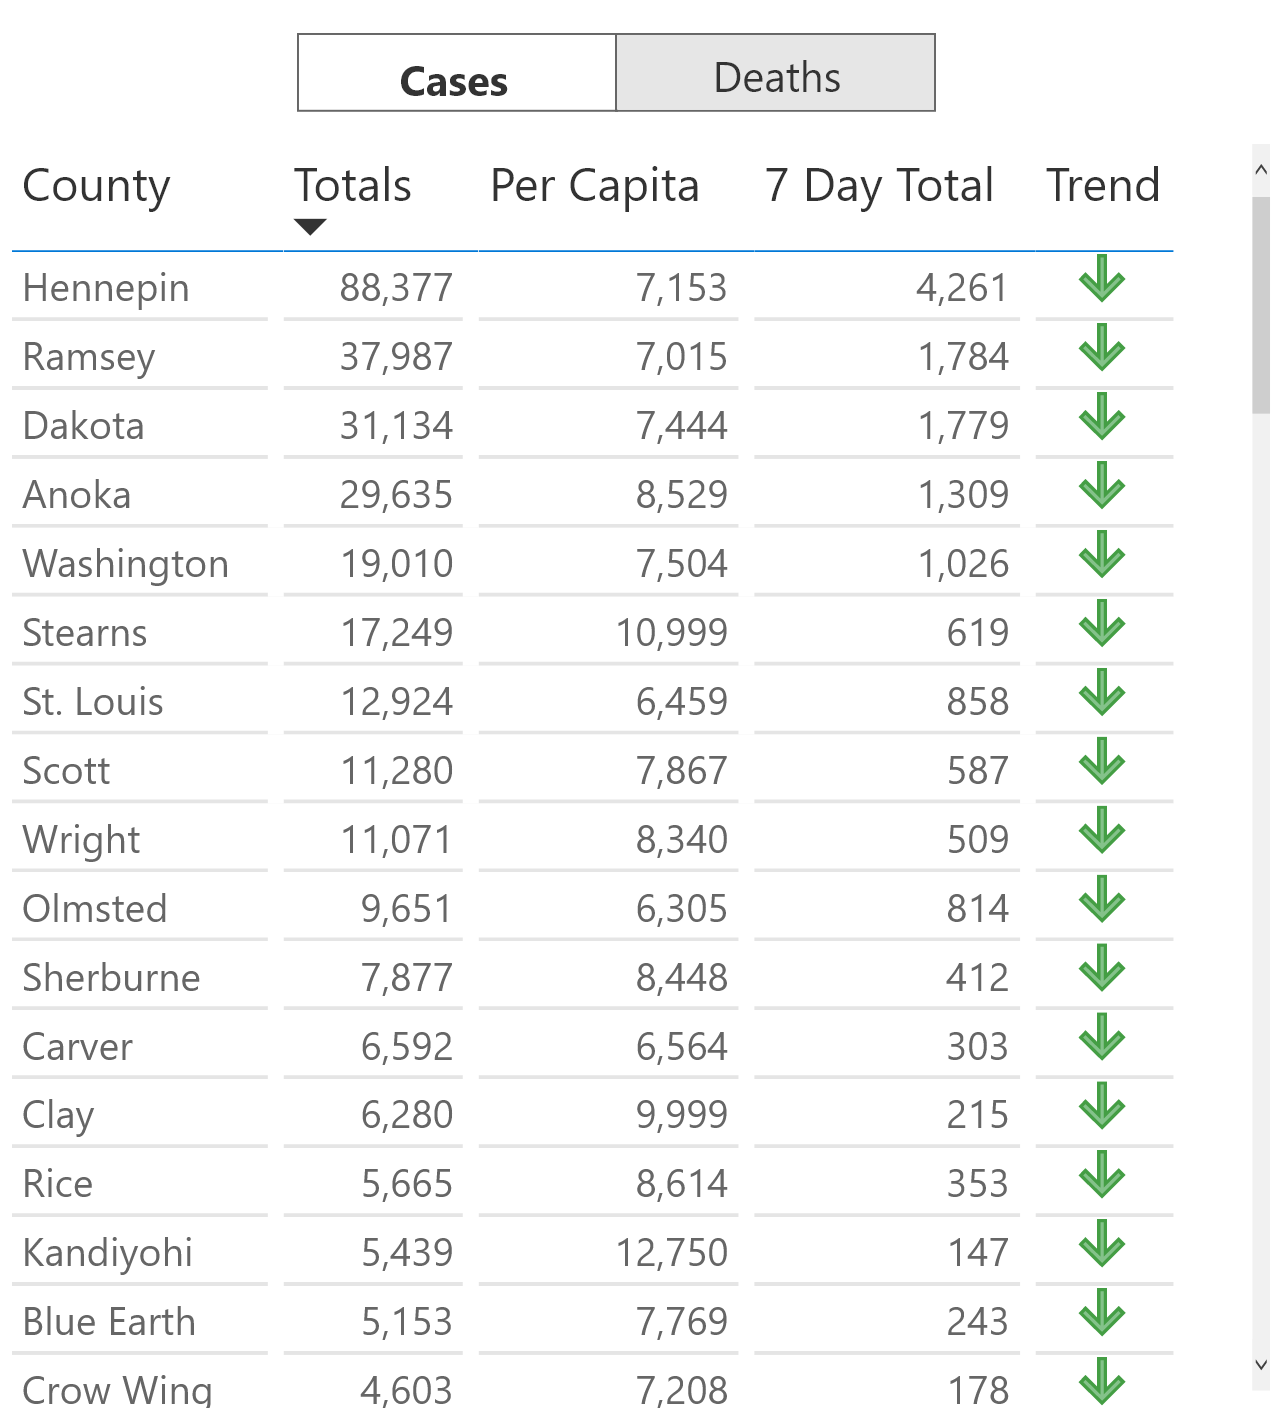 Cases Deaths
County Totals Per Capita 7 Day Total Trend
Hennepin 88,377 7,153 4,261
Ramsey 37,987 7,015 1,784
Dakota 31,134 7,444 1,779
Anoka 29,635 8,529 1,309
Washington 19,010 7,504 1,026
Stearns 17,249 10,999 619
St. Louis 12,924 6,459 858
Scott 11,280 7,867 587
Wright 11,071 8,340 509
Olmsted 9,651 6,305 814
Sherburne 7,877 8,448 412
Carver 6,592 6,564 303
Clay 6,280 9,999 215
Rice 5,665 8,614 353
Kandiyohi 5,439 12,750 147
Blue Earth 5,153 7,769 243
Crow Wing 4,603 7,208 178